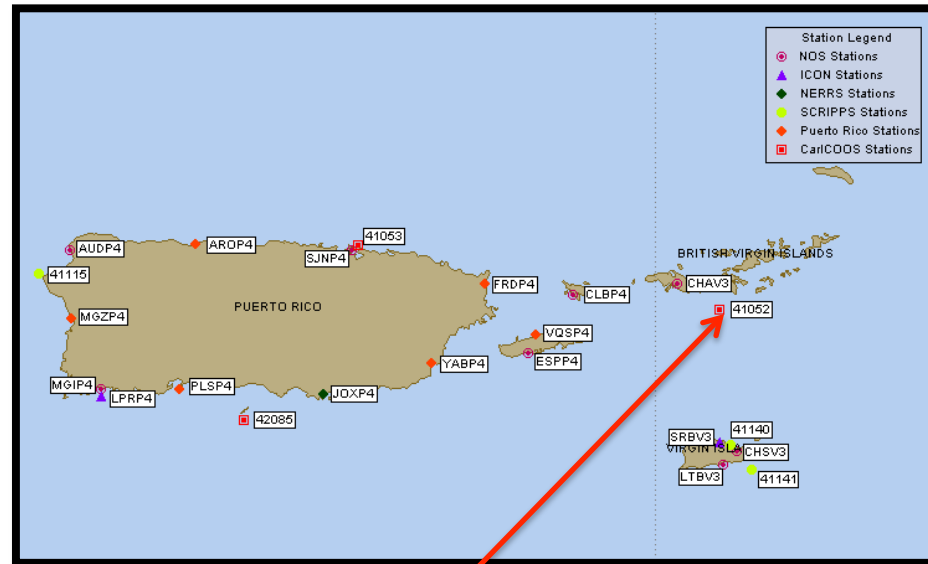 Station Legend
NOS Stations
ICON Stations
NERRS Stations
SCRIPPS Stations
Puerto Rico Stations
CarICOOS Stations
41053
AUDP4
AROP4
SJNP4
BRITISH VIRGIN ISLANDS
41115
FRDP4
CHAV3
CLBP4
PUERTO RICO
41052
MGZP4
VQSP4
ESPP4
YABP4
MGIP4
PLSP4
JOXP4
LPRP4
42085
SRBV3
41140
VIRGIN ISLA
CHSV3
LTBV3
41141